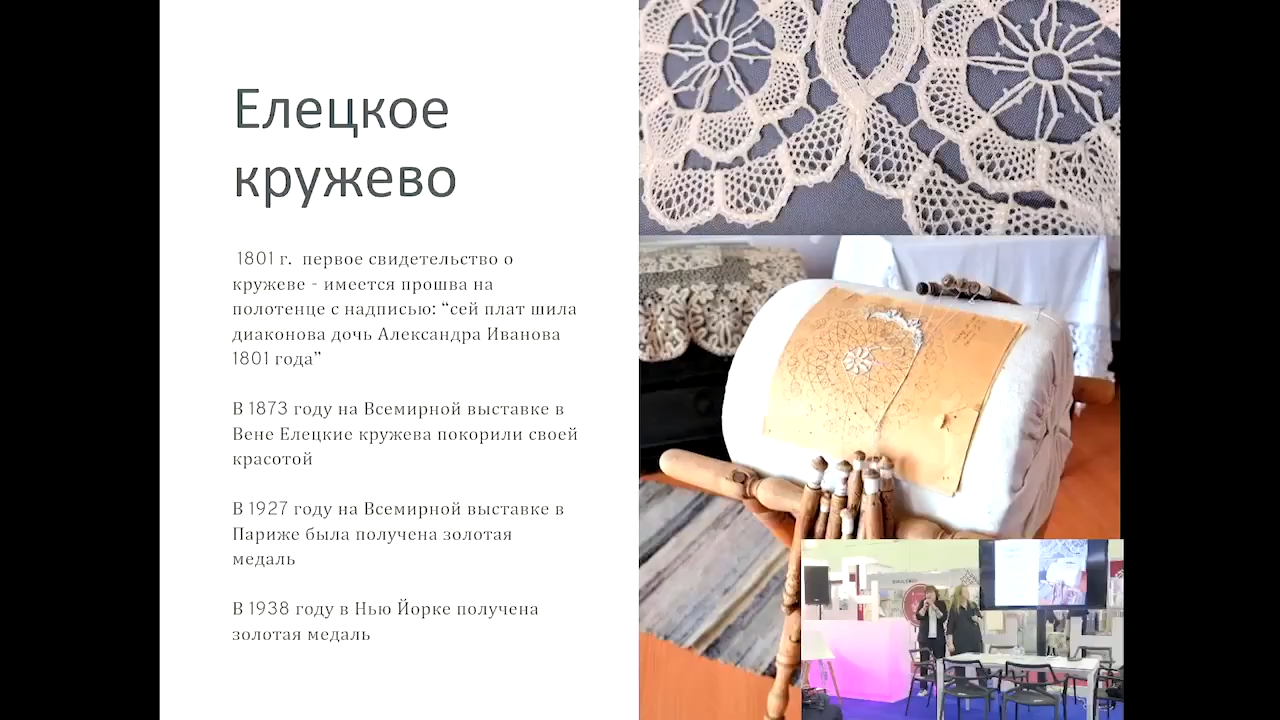 Елецкое
кружево
1801 г. первое свидетельство о
кружеве - имеется прошва на
полотенце с надписью: “сей плат шила
диаконова дочь Александра Иванова
1801 года”
В 1873 году на Всемирной выставке в
Вене Елецкие кружева покорили своей
красотой
В 1927 году на Всемирной выставке в
Париже была получена золотая
медаль
В 1938 году в Нью Йорке получена
золотая медаль